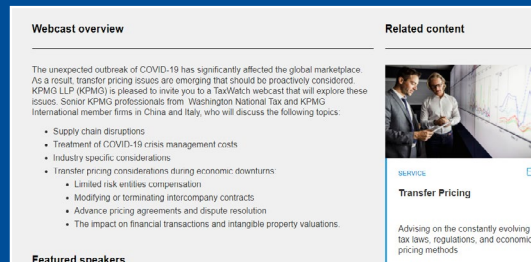 Webcast overview
The unexpected outbreak of COVID-19 has significantly affected the global marketplace.
As a result, transfer pricing issues are emerging that should be proactively considered.
KPMG LLP (KPMG) is pleased to invite you to a TaxWatch webcast that will explore these
issues. Senior KPMG professionals from Washington National Tax and KPMG
International member firms in China and Italy, who will discuss the following topics:
• Supply chain disruptions
• Treatment of COVID-19 crisis management costs
• Industry specific considerations
• Transfer pricing considerations during economic downturns:
• Limited risk entities compensation
• Modifying or terminating intercompany contracts
• Advance pricing agreements and dispute resolution
• The impact on financial transactions and intangible property valuations.
Featured speakers
Related content
SERVICE
Transfer Pricing
Advising on the constantly evolving
tax laws, regulations, and economic
pricing methods